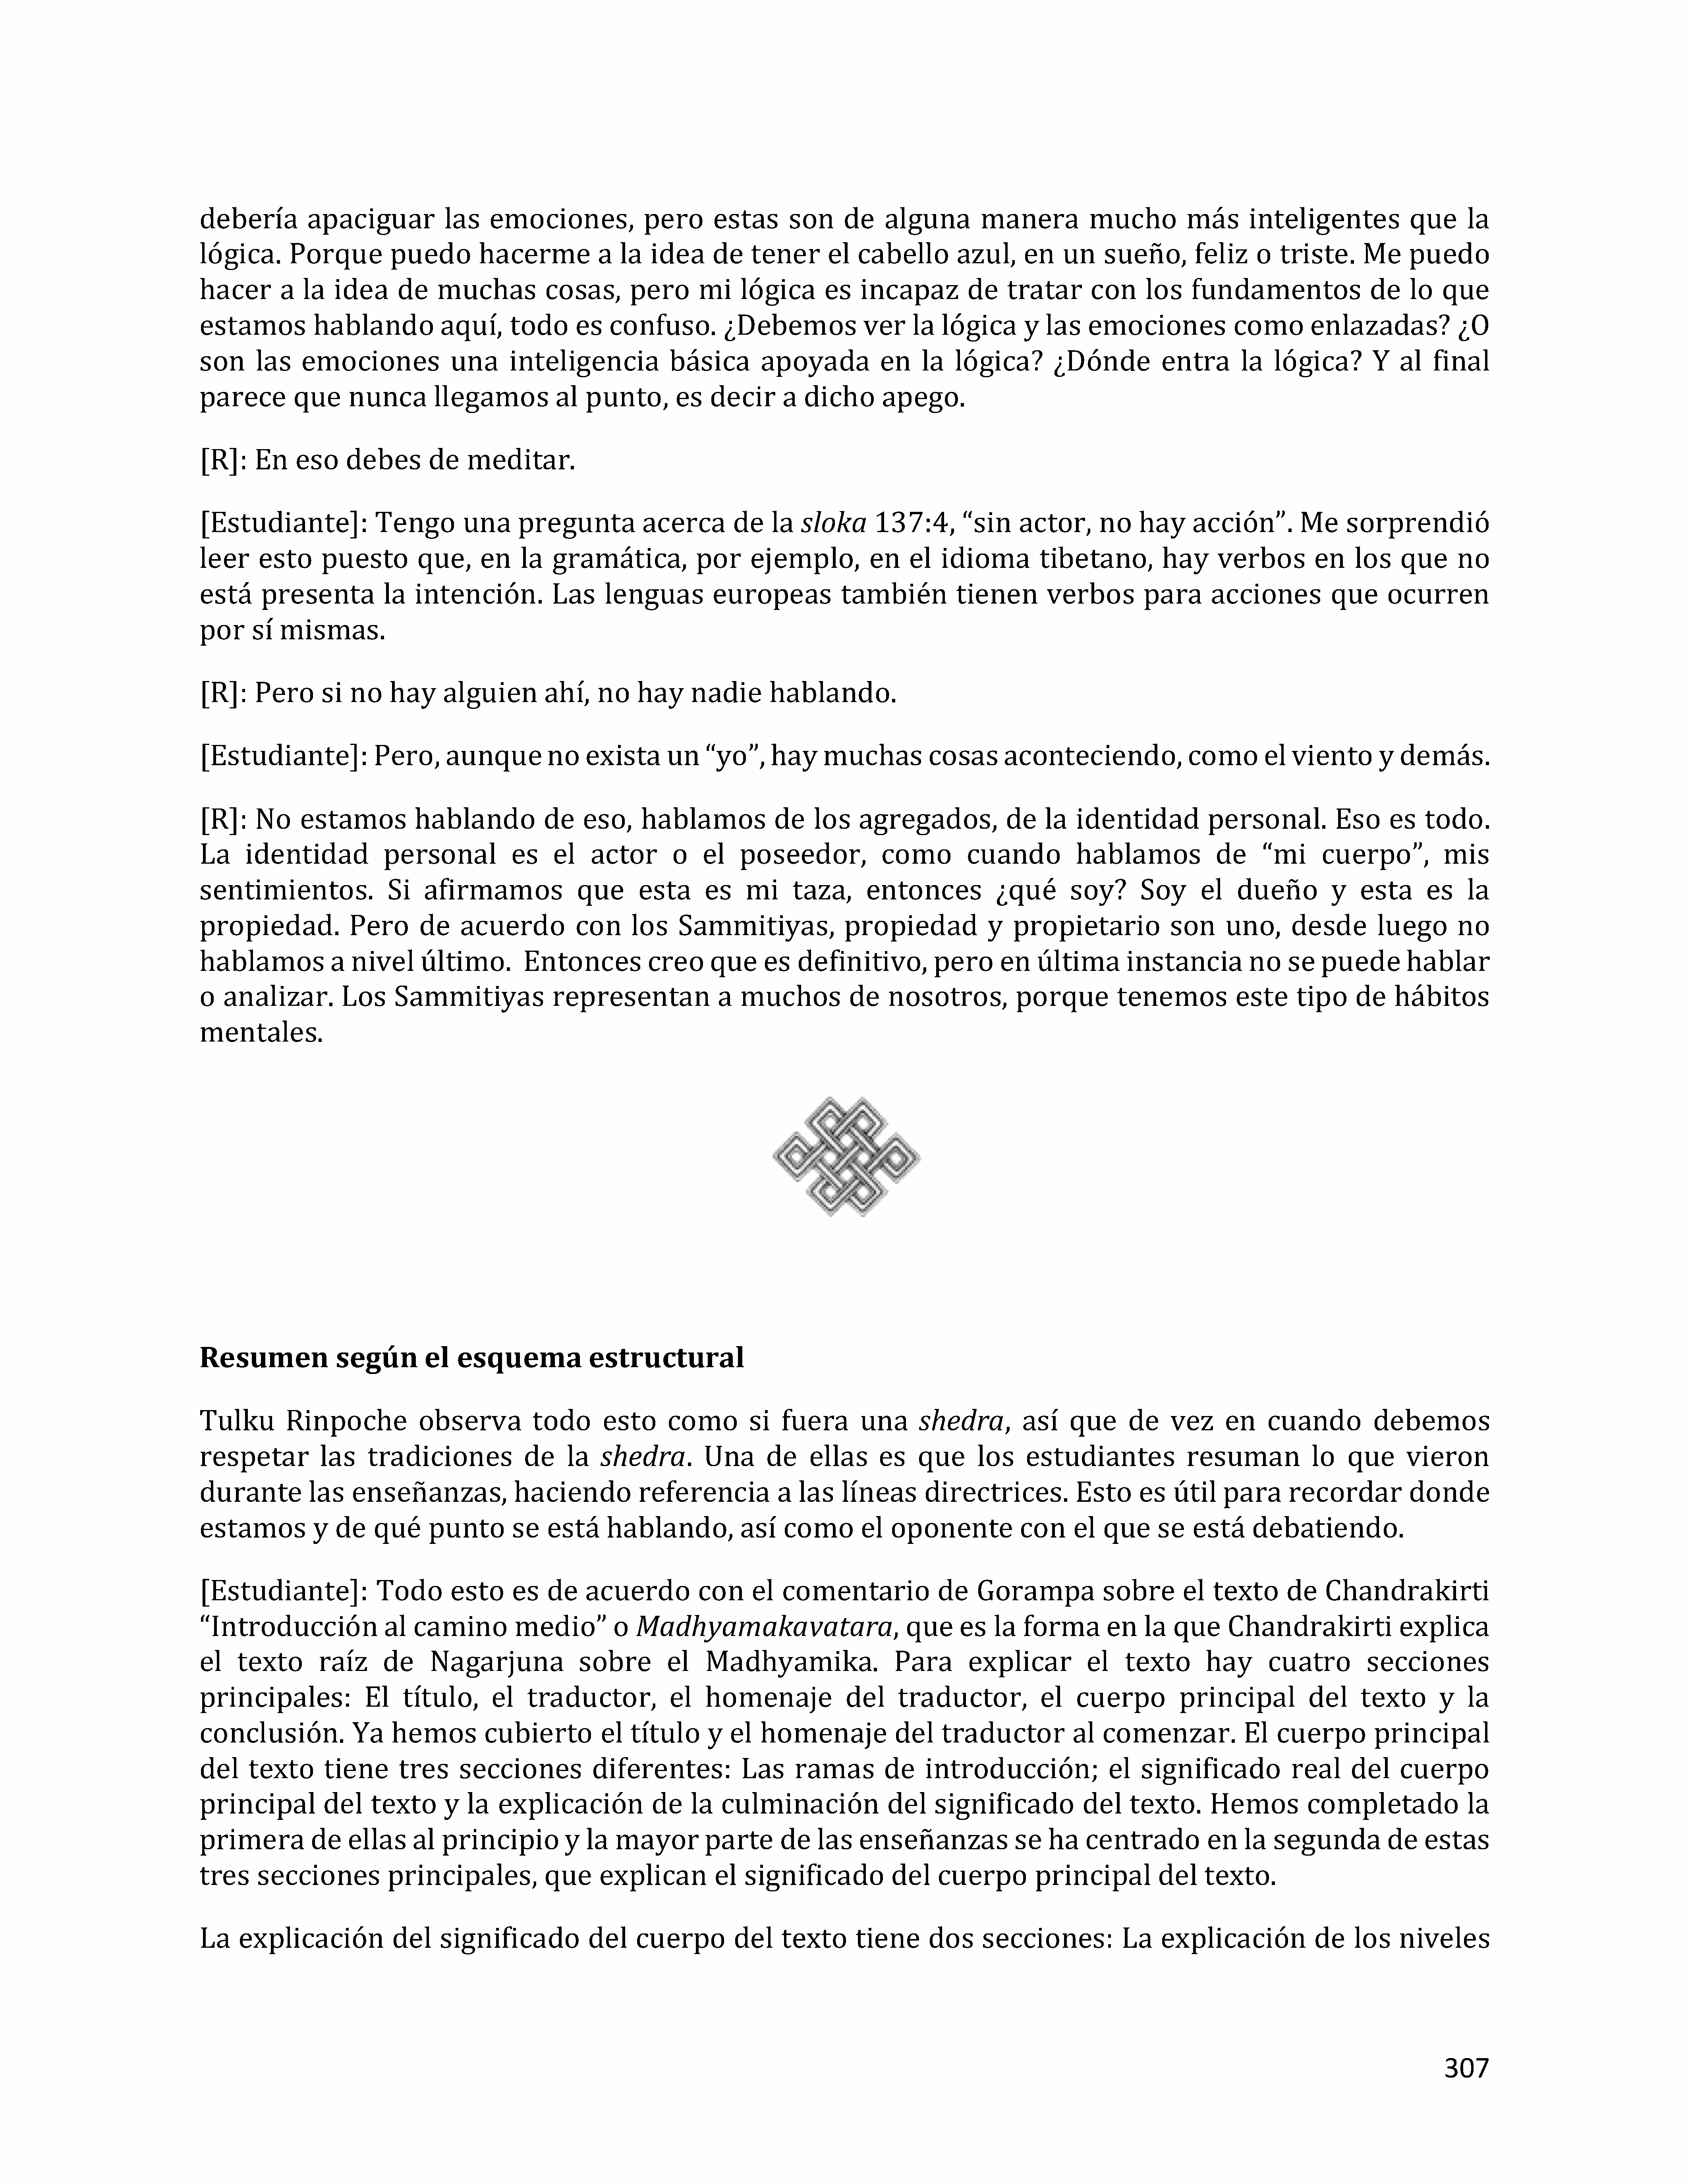 debería apaciguar las emociones, pero estas son de alguna manera mucho más inteligentes que la
lógica. Porque puedo hacerme a la idea de tener el cabello azul, en un sueño, feliz o triste. Me puedo
hacer a la idea de muchas cosas, pero mi lógica es incapaz de tratar con los fundamentos de lo que
estamos hablando aquí, todo es confuso. ¿Debemos ver la lógica y las emociones como enlazadas? ¿O
son las emociones una inteligencia básica apoyada en la lógica? ¿Dónde entra la lógica? Y al final
parece que nunca llegamos al punto, es decir a dicho apego.
[R]: En eso debes de meditar.
[Estudiante]: Tengo una pregunta acerca de la sloka 137:4, “sin actor, no hay acción”. Me sorprendió
leer esto puesto que, en la gramática, por ejemplo, en el idioma tibetano, hay verbos en los que no
está presenta la intención. Las lenguas europeas también tienen verbos para acciones que ocurren
por sí mismas.
[R]: Pero si no hay alguien ahí, no hay nadie hablando.
[Estudiante]: Pero, aunque no exista un “yo”, hay muchas cosas aconteciendo, como el viento y demás.
[R]: No estamos hablando de eso, hablamos de los agregados, de la identidad personal. Eso es todo.
La identidad personal es el actor o el poseedor, como cuando hablamos de “mi cuerpo”, mis
sentimientos. Si afirmamos que esta es mi taza, entonces ¿qué soy? Soy el dueño y esta es la
propiedad. Pero de acuerdo con los Sammitiyas, propiedad y propietario son uno, desde luego no
hablamos a nivel último. Entonces creo que es definitivo, pero en última instancia no se puede hablar
o analizar. Los Sammitiyas representan a muchos de nosotros, porque tenemos este tipo de hábitos
mentales.
Resumen según el esquema estructural
Tulku Rinpoche observa todo esto como si fuera una shedra, así que de vez en cuando debemos
respetar las tradiciones de la shedra. Una de ellas es que los estudiantes resuman lo que vieron
durante las enseñanzas, haciendo referencia a las líneas directrices. Esto es útil para recordar donde
estamos y de qué punto se está hablando, así como el oponente con el que se está debatiendo.
[Estudiante]: Todo esto es de acuerdo con el comentario de Gorampa sobre el texto de Chandrakirti
“Introducción al camino medio” o Madhyamakavatara, que es la forma en la que Chandrakirti explica
el texto raíz de Nagarjuna sobre el Madhyamika. Para explicar el texto hay cuatro secciones
principales: El título, el traductor, el homenaje del traductor, el cuerpo principal del texto y la
conclusión. Ya hemos cubierto el título y el homenaje del traductor al comenzar. El cuerpo principal
del texto tiene tres secciones diferentes: Las ramas de introducción; el significado real del cuerpo
principal del texto y la explicación de la culminación del significado del texto. Hemos completado la
primera de ellas al principio y la mayor parte de las enseñanzas se ha centrado en la segunda de estas
tres secciones principales, que explican el significado del cuerpo principal del texto.
La explicación del significado del cuerpo del texto tiene dos secciones: La explicación de los niveles
307